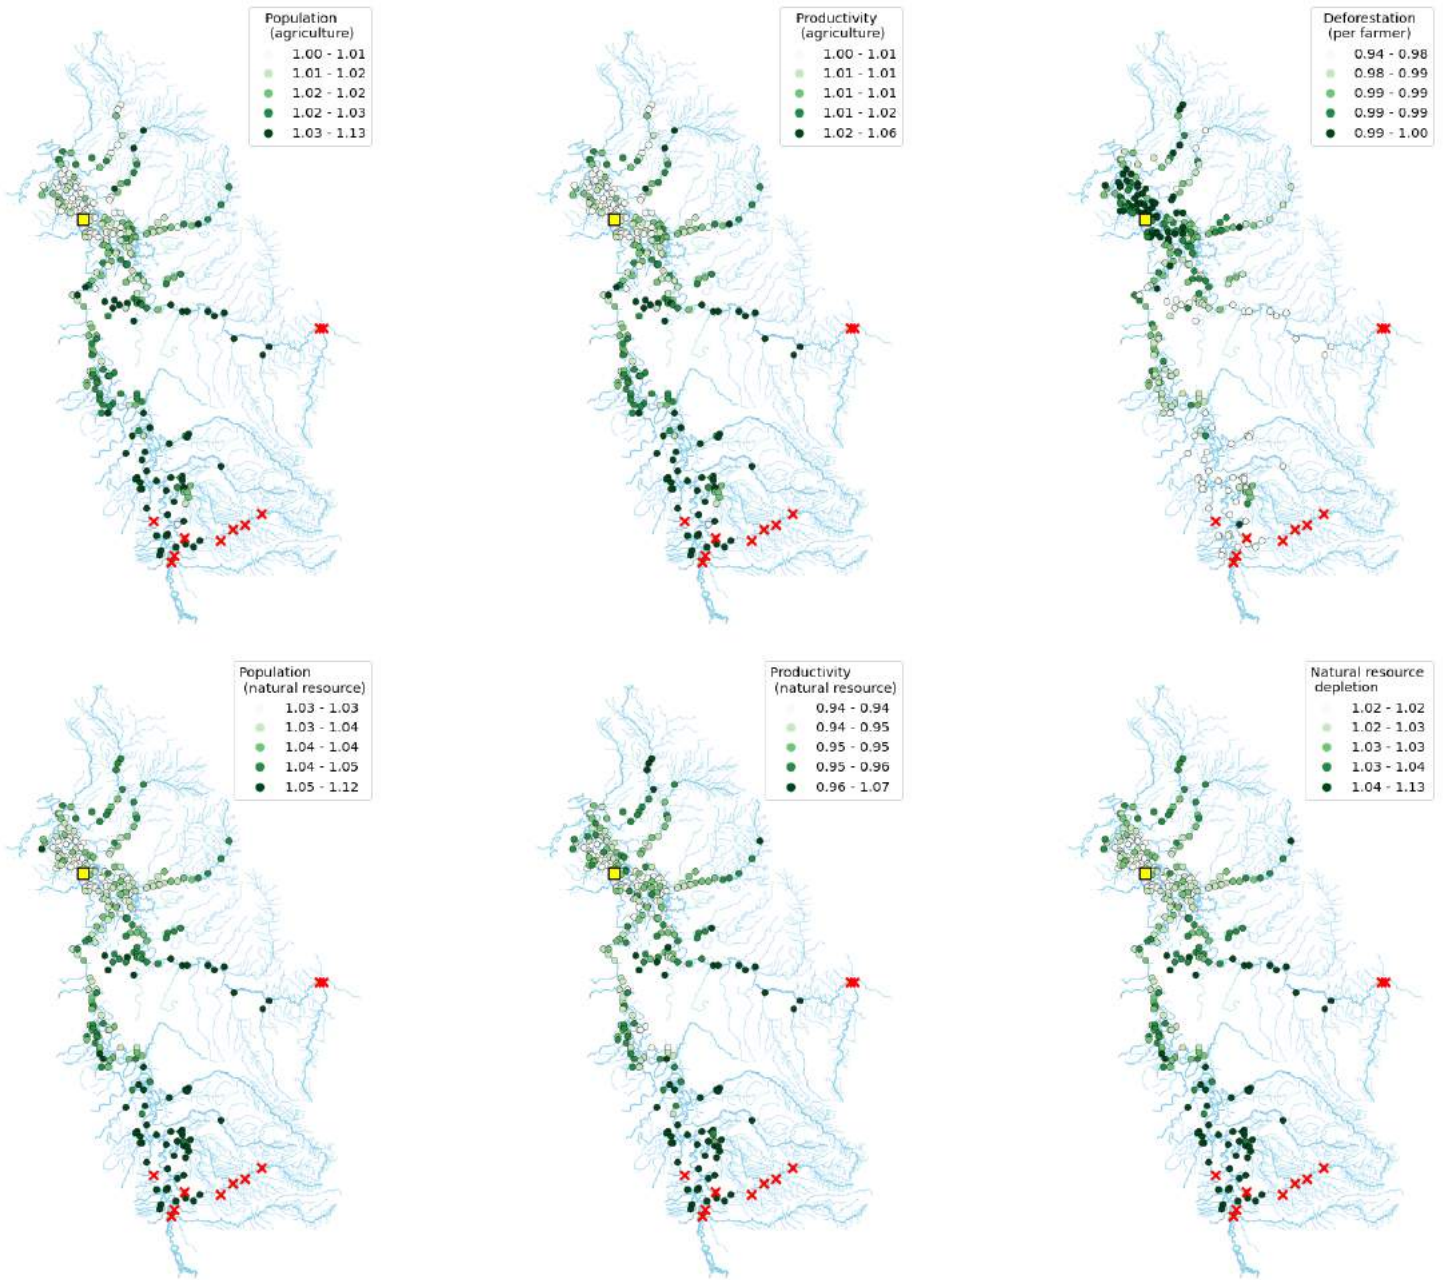 Population
(agriculture)
1.00 - 1.01
1.01 - 1.02
1.02 - 1.02
1.02 - 1.03
1.03 - 1.13
Productivity
(agriculture)
1.00 - 1.01
1.01 - 1.01
1.01 - 1.01
1.01 - 1.02
1.02 - 1.06
Deforestation
(per farmer)
0.94 - 0.98
0.98 - 0.99
0.99 - 0.99
0.99 - 0.99
0.99 - 1.00
Population
(natural resource)
1.03 - 1.03
1.03 - 1.04
1.04 - 1.04
1.04 - 1.05
1.05 - 1.12
Productivity
(natural resource)
0.94 - 0.94
0.94 - 0.95
0.95 - 0.95
0.95 - 0.96
0.96 - 1.07
Natural resource
depletion
1.02 - 1.02
1.02 - 1.03
1.03 - 1.03
1.03 - 1.04
1.04 - 1.13